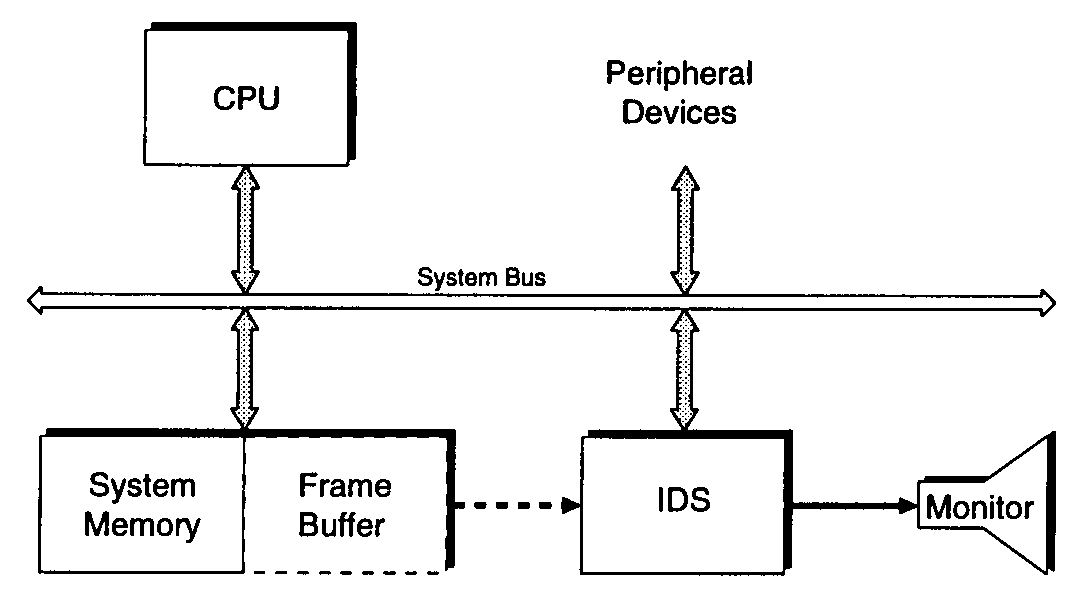 CPU
Peripheral
Devices
System Bus
System
Memory
Frame
Buffer
IDS
Monitor